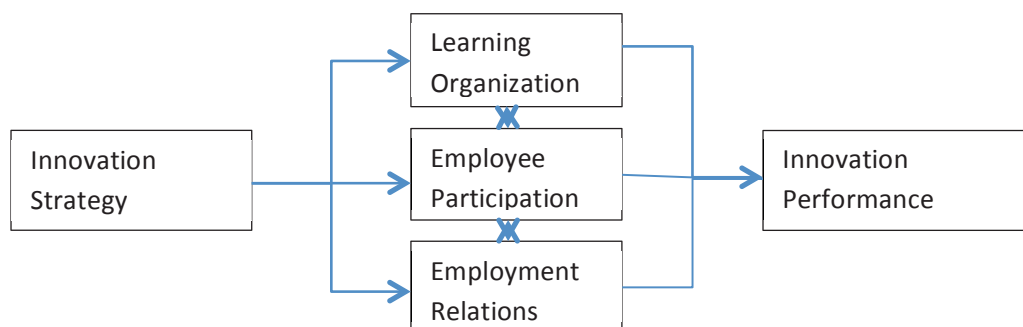 Learning
Organization
Innovation
Strategy
Employee
Participation
Innovation
Performance
Employment
Relations